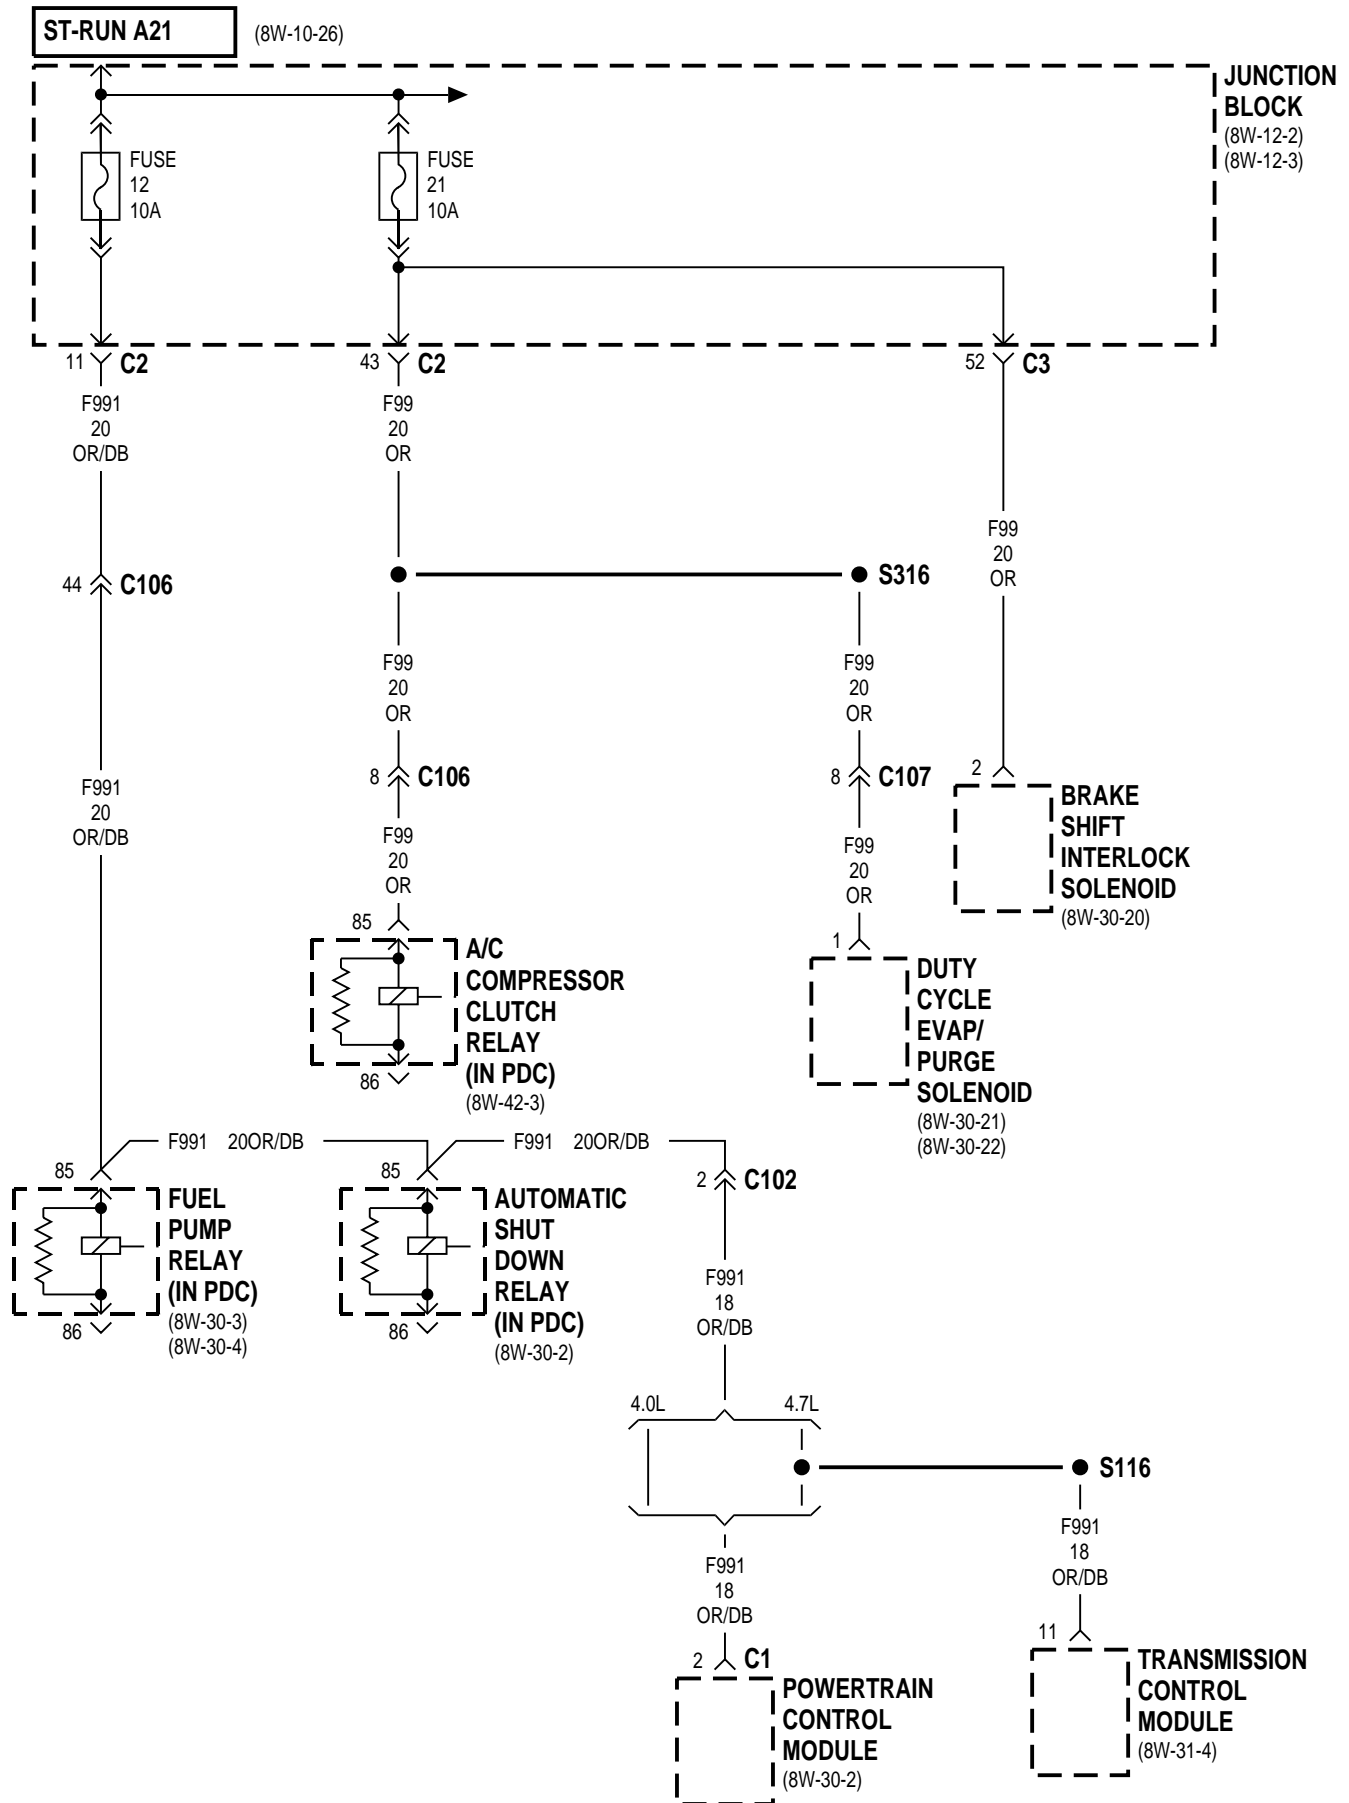 ST-RUN A21
(8W-10-26)
JUNCTION
BLOCK
(8W-12-2)
(8W-12-3)
FUSE
12
10A
FUSE
21
10A
11
C2
43
C2
52
C3
F991
20
OR/DB
F99
20
OR
F99
20
OR
44
C106
S316
F99
20
OR
F99
20
OR
8
C106
8
C107
2
BRAKE
SHIFT
INTERLOCK
SOLENOID
(8W-30-20)
F991
20
OR/DB
F99
20
OR
F99
20
OR
85
A/C
COMPRESSOR
CLUTCH
RELAY
(IN PDC)
(8W-42-3)
86
1
DUTY
CYCLE
EVAP/
PURGE
SOLENOID
(8W-30-21)
(8W-30-22)
F991 20OR/DB
F991 20OR/DB
85
FUEL
PUMP
RELAY
(IN PDC)
(8W-30-3)
(8W-30-4)
86
85
AUTOMATIC
SHUT
DOWN
RELAY
(IN PDC)
(8W-30-2)
86
2
C102
F991
18
OR/DB
4.0L
4.7L
S116
F991
18
OR/DB
F991
18
OR/DB
2
C1
POWERTRAIN
CONTROL
MODULE
(8W-30-2)
11
TRANSMISSION
CONTROL
MODULE
(8W-31-4)